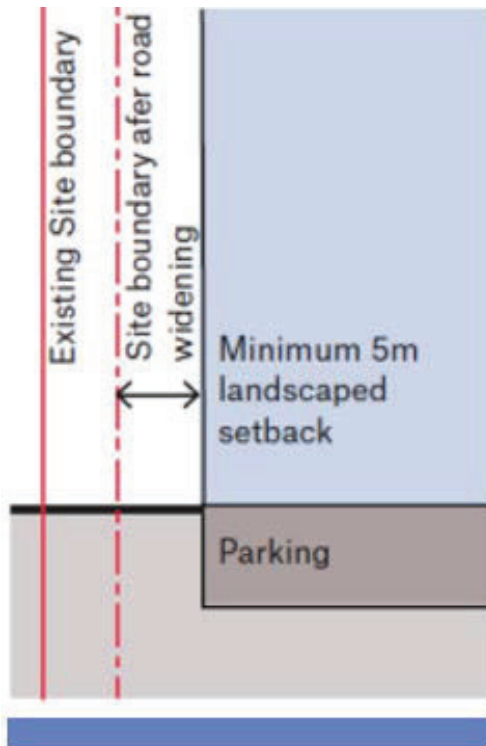 Existing Site boundary
Site boundary afer road
widening
Minimum 5m
landscaped
setback
Parking